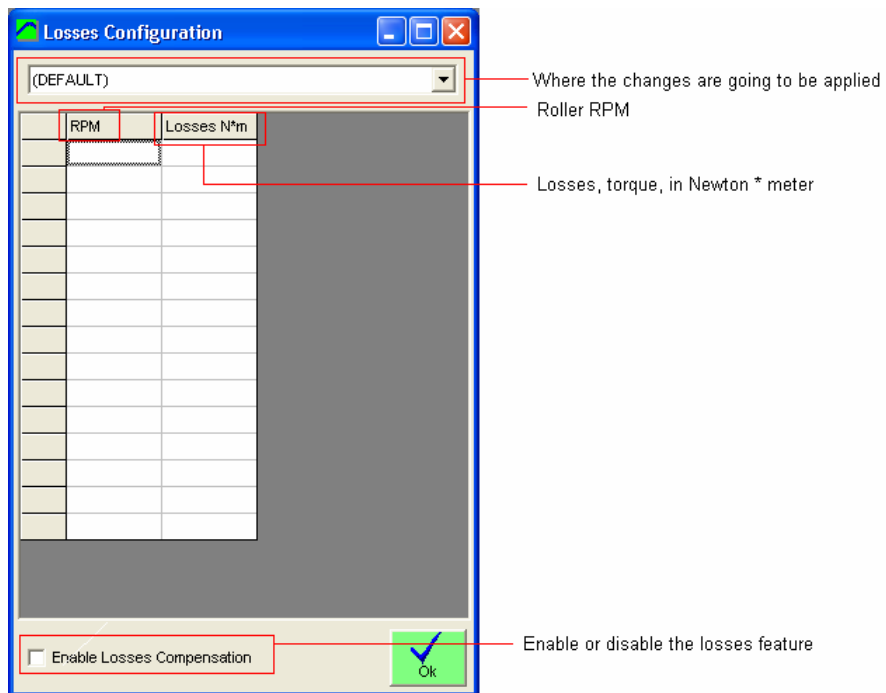 Losses Configuration
(DEFAULT)
Where the changes are going to be applied
Roller RPM
RPM Losses N*m
Losses, torque, in Newton * meter
Enable Losses Compensation
Ok
Enable or disable the losses feature